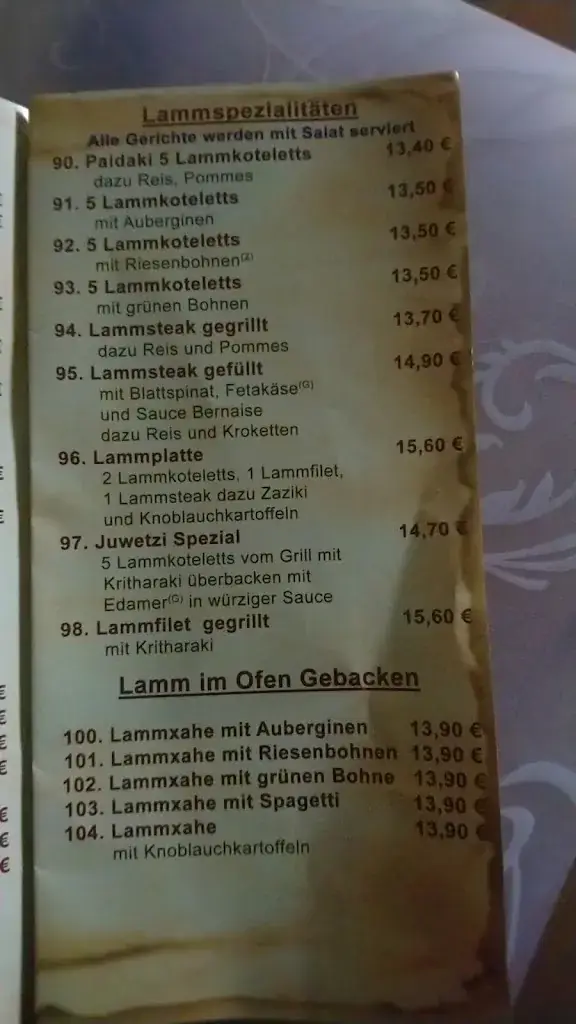 Lammspezialitäten
Alle Gerichte werden mit Salat serviert
90. Paidaki 5 Lammkoteletts 13,40 €
dazu Reis, Pommes
91. 5 Lammkoteletts 13,50 €
mit Auberginen
92. 5 Lammkoteletts 13,50 €
mit Riesenbohnen(2)
93. 5 Lammkoteletts 13,50 €
mit grünen Bohnen
94. Lammsteak gegrillt 13,70 €
dazu Reis und Pommes
95. Lammsteak gefüllt 14,90 €
mit Blattspinat, Fetakäse(G)
und Sauce Bernaise
dazu Reis und Kroketten
96. Lammplatte 15,60 €
2 Lammkoteletts, 1 Lammfilet,
1 Lammsteak dazu Zaziki
und Knoblauchkartoffeln
97. Juwetzi Spezial 14,70 €
5 Lammkoteletts vom Grill mit
Kritharaki überbacken mit
Edamer(G) in würziger Sauce
98. Lammfilet gegrillt 15,60 €
mit Kritharaki
Lamm im Ofen Gebacken
100. Lammxahe mit Auberginen 13,90 €
101. Lammxahe mit Riesenbohnen 13,90 €
102. Lammxahe mit grünen Bohne 13,90 €
103. Lammxahe mit Spagetti 13,90 €
104. Lammxahe 13,90 €
mit Knoblauchkartoffeln